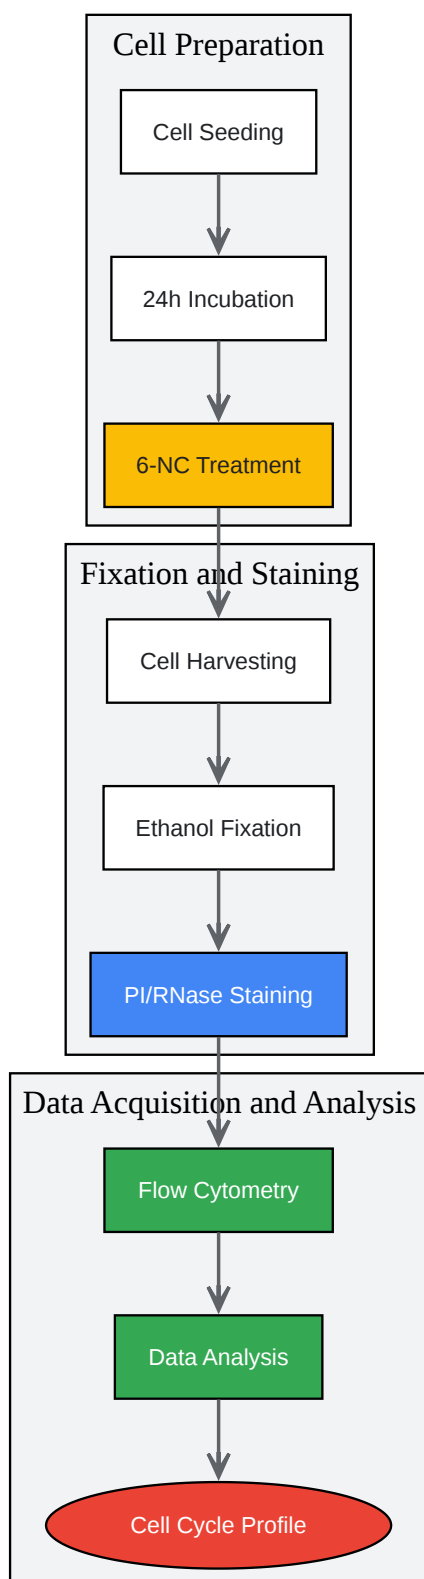 Cell Preparation
Cell Seeding
24h Incubation
6-NC Treatment
Fixation and Staining
Cell Harvesting
Ethanol Fixation
PI/RNase Staining
Data Acquisition and Analysis
Flow Cytometry
Data Analysis
Cell Cycle Profile